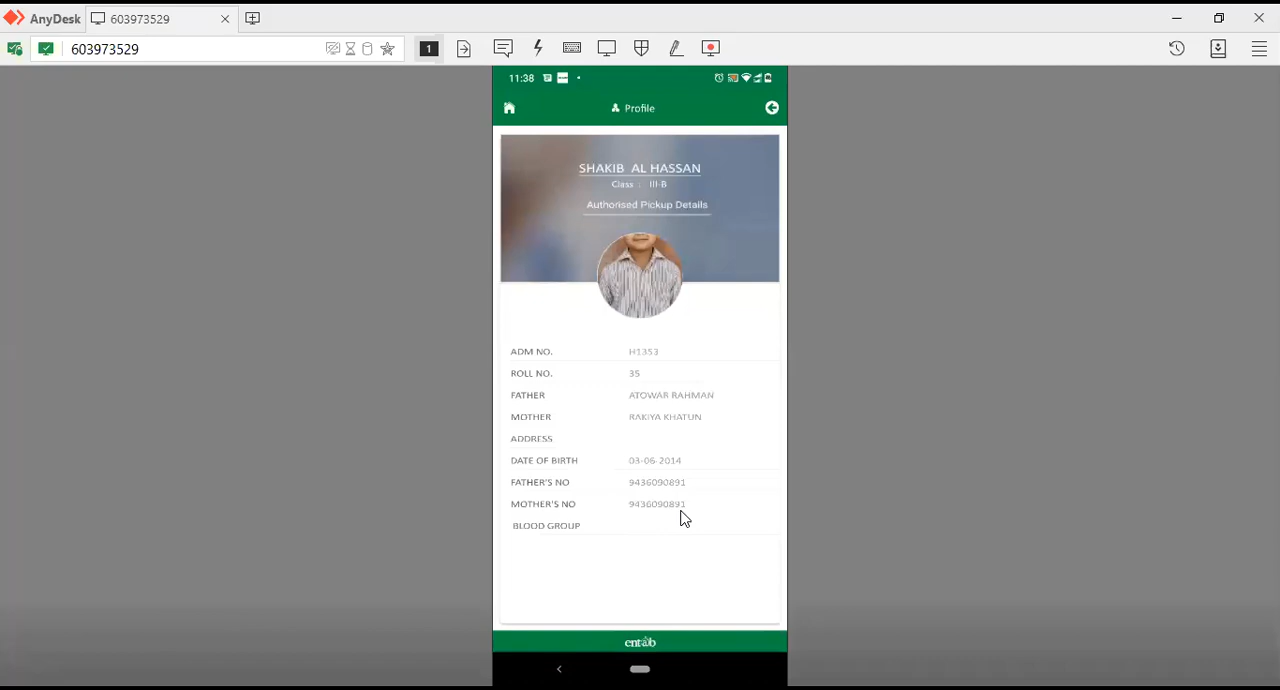 AnyDesk
603973529
603973529
1
11:38
Profile
SHAKIB AL HASSAN
Class : III-B
Authorised Pickup Details
ADM NO. H1353
ROLL NO. 35
FATHER ATOWAR RAHMAN
MOTHER RAKIYA KHATUN
ADDRESS
DATE OF BIRTH 03-06-2014
FATHER'S NO 9436090891
MOTHER'S NO 9436090891
BLOOD GROUP
entab